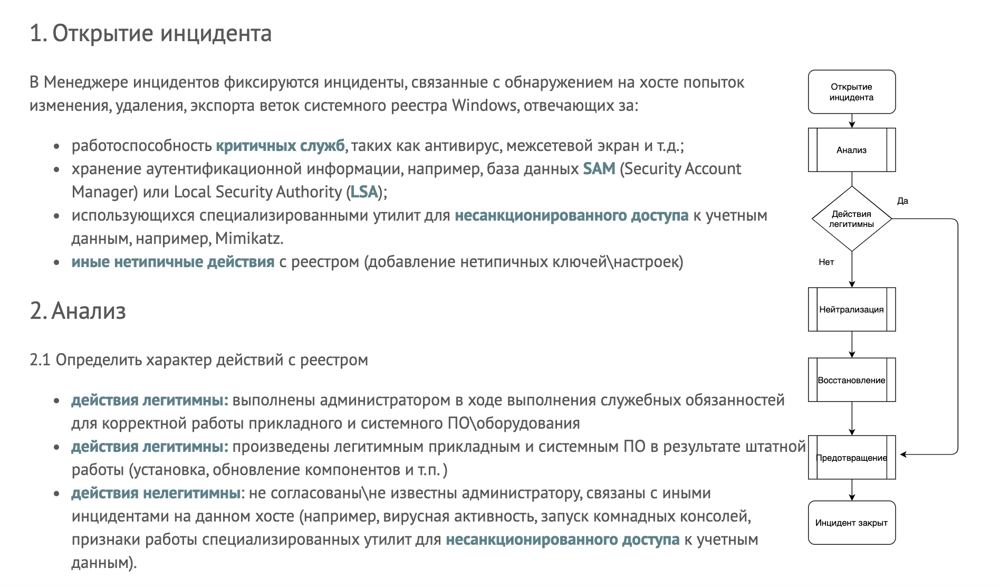 1. Открытие инцидента
В Менеджере инцидентов фиксируются инциденты, связанные с обнаружением на хосте попыток
изменения, удаления, экспорта веток системного реестра Windows, отвечающих за:
• работоспособность критичных служб, таких как антивирус, межсетевой экран и т.д.;
• хранение аутентификационной информации, например, база данных SAM (Security Account
Manager) или Local Security Authority (LSA);
• использующихся специализированными утилит для несанкционированного доступа к учетным
данным, например, Mimikatz.
• иные нетипичные действия с реестром (добавление нетипичных ключей\настроек)
2. Анализ
2.1 Определить характер действий с реестром
• действия легитимны: выполнены администратором в ходе выполнения служебных обязанностей
для корректной работы прикладного и системного ПО\оборудования
• действия легитимны: произведены легитимным прикладным и системным ПО в результате штатной
работы (установка, обновление компонентов и т.п. )
• действия нелегитимны: не согласованы\не известны администратору, связаны с иными
инцидентами на данном хосте (например, вирусная активность, запуск комнадных консолей,
признаки работы специализированных утилит для несанкционированного доступа к учетным
данным).
Открытие
инцидента
Анализ
Действия
легитимны
Да
Нет
Нейтрализация
Восстановление
Предотвращение
Инцидент закрыт